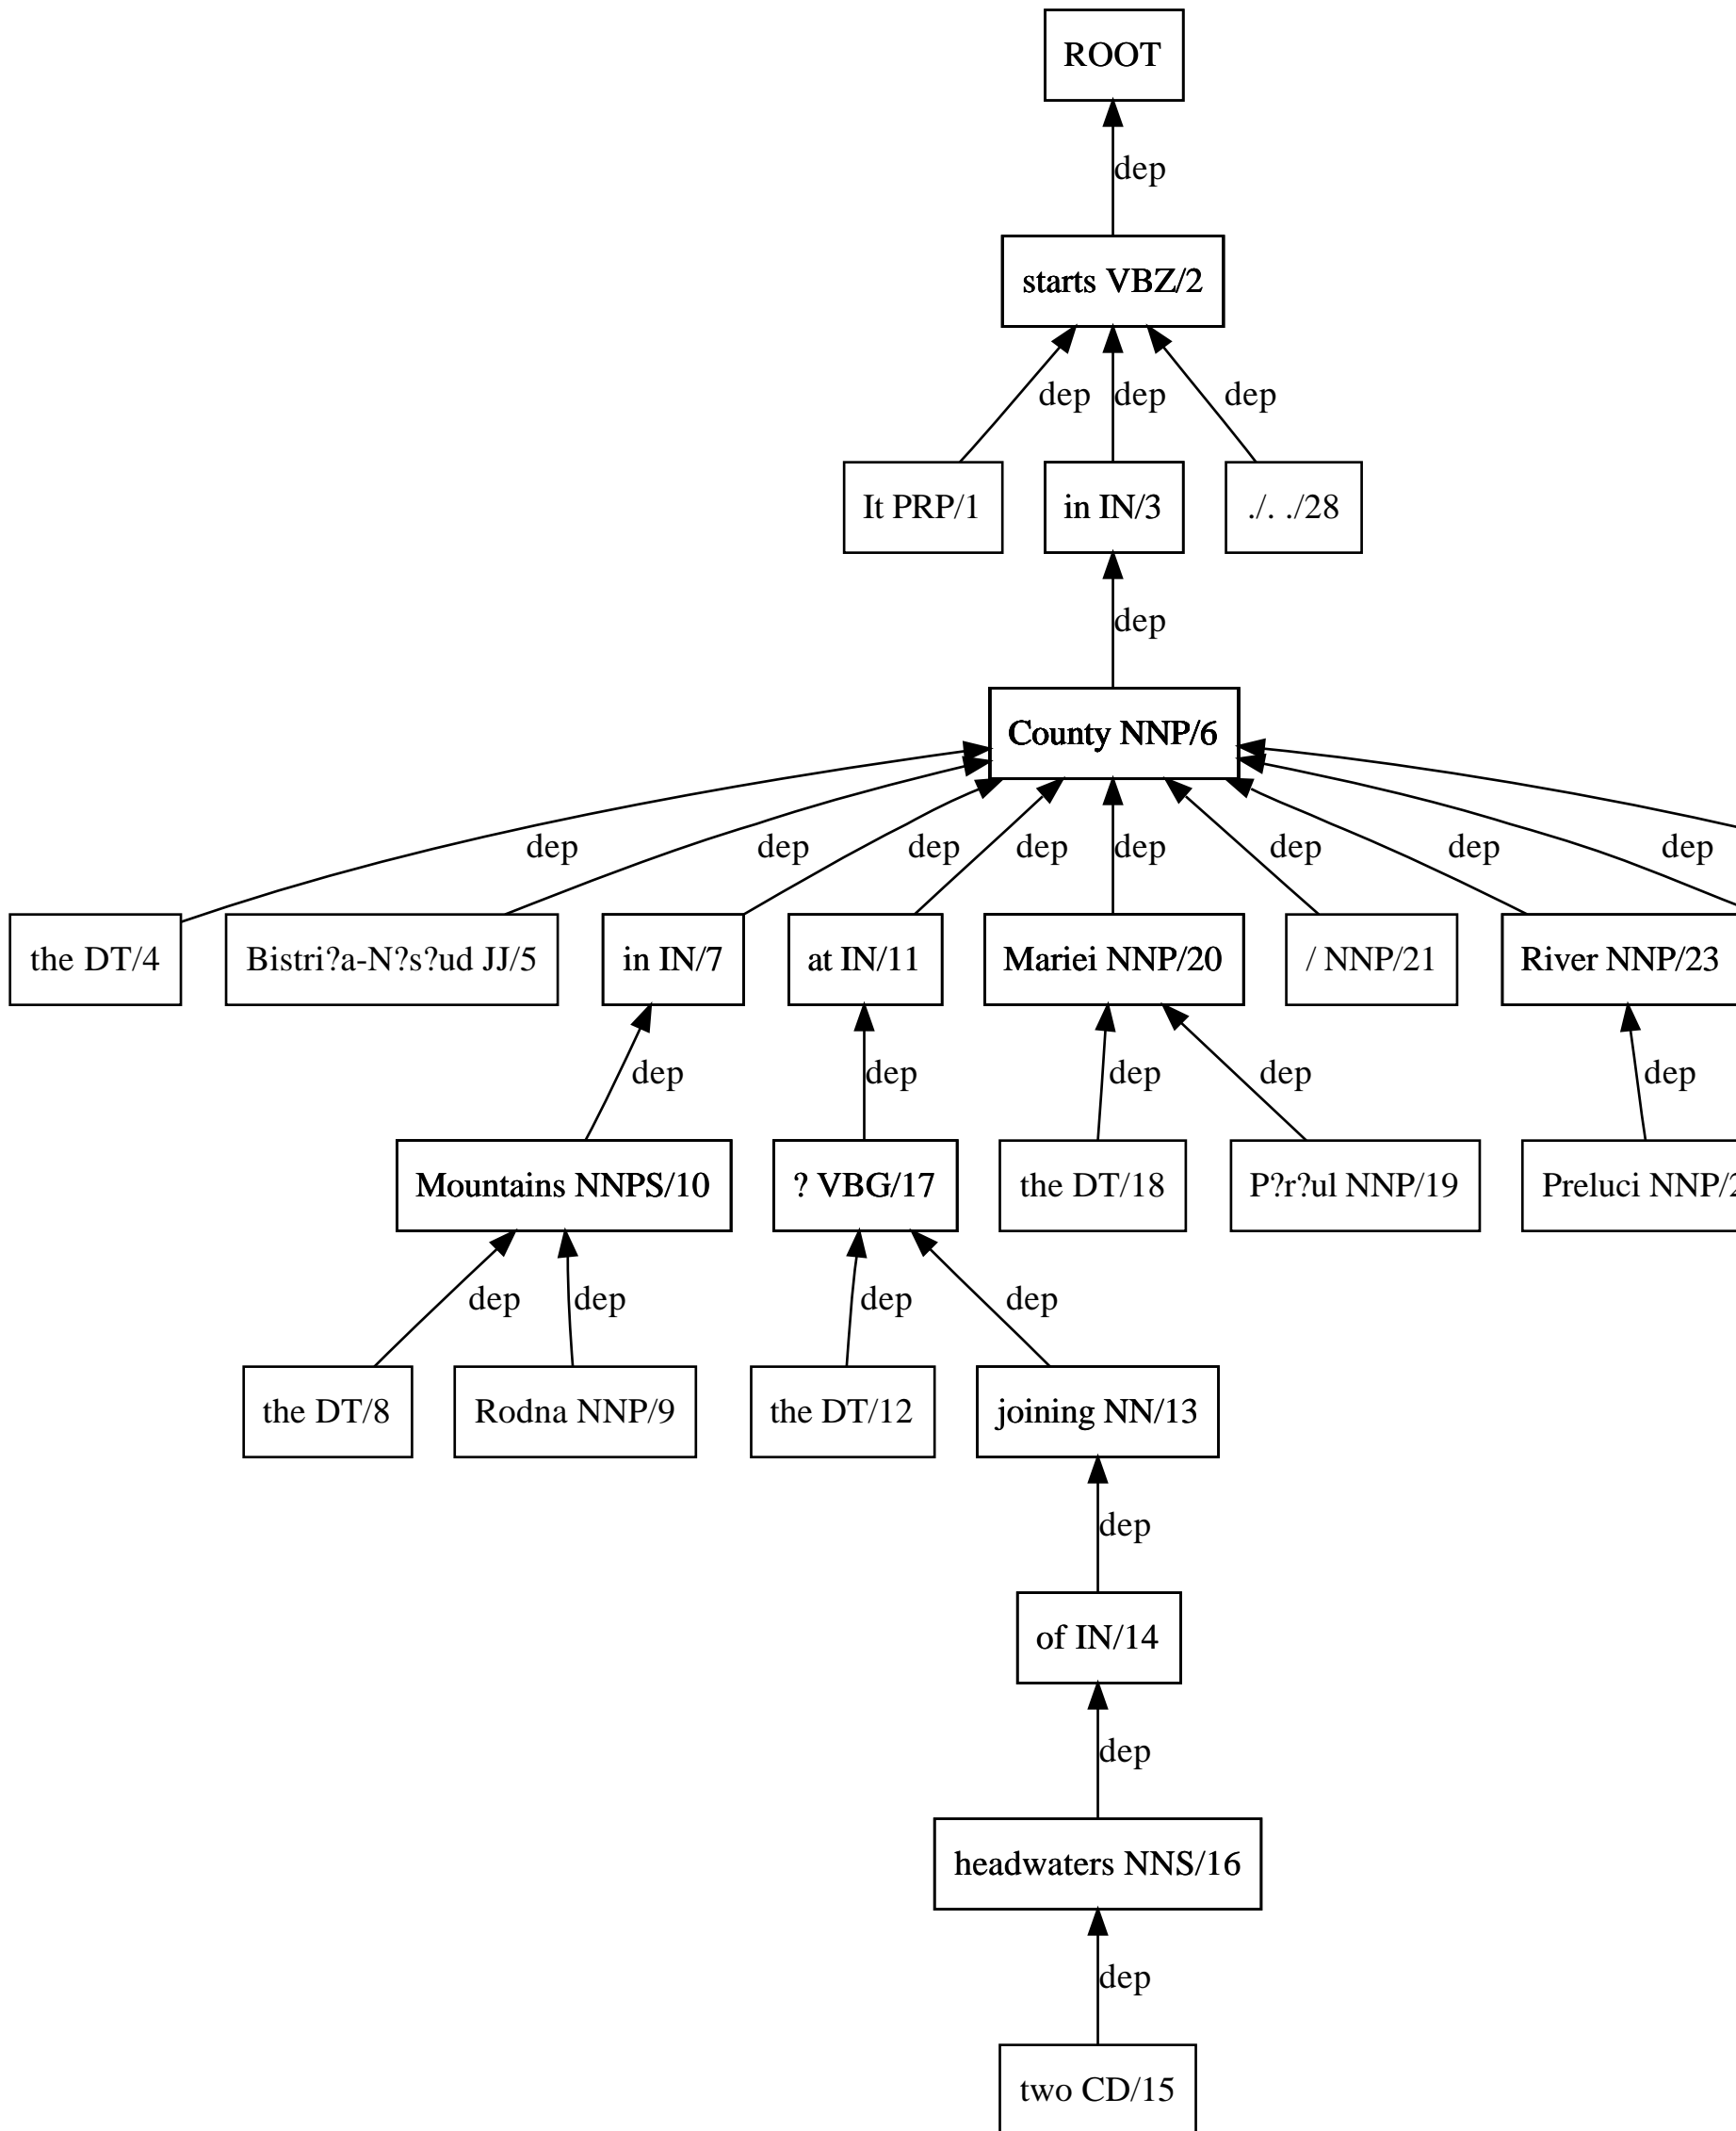 ROOT
dep
starts VBZ/2
dep dep dep
It PRP/1 in IN/3 ./. ./28
dep
County NNP/6
dep dep dep dep dep dep dep dep
the DT/4 Bistri?a-N?s?ud JJ/5 in IN/7 at IN/11 Mariei NNP/20 / NNP/21 River NNP/23
dep dep dep dep dep
Mountains NNPS/10 ? VBG/17 the DT/18 P?r?ul NNP/19 Preluci
dep dep dep dep
the DT/8 Rodna NNP/9 the DT/12 joining NN/13
dep
of IN/14
dep
headwaters NNS/16
dep
two CD/15